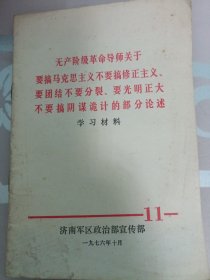 无产阶级革命导师关于
要搞马克思主义不要搞修正主义、
要团结不要分裂、要光明正大
不要搞阴谋诡计的部分论述
学习材料
11
济南军区政治部宣传部
一九七六年十月